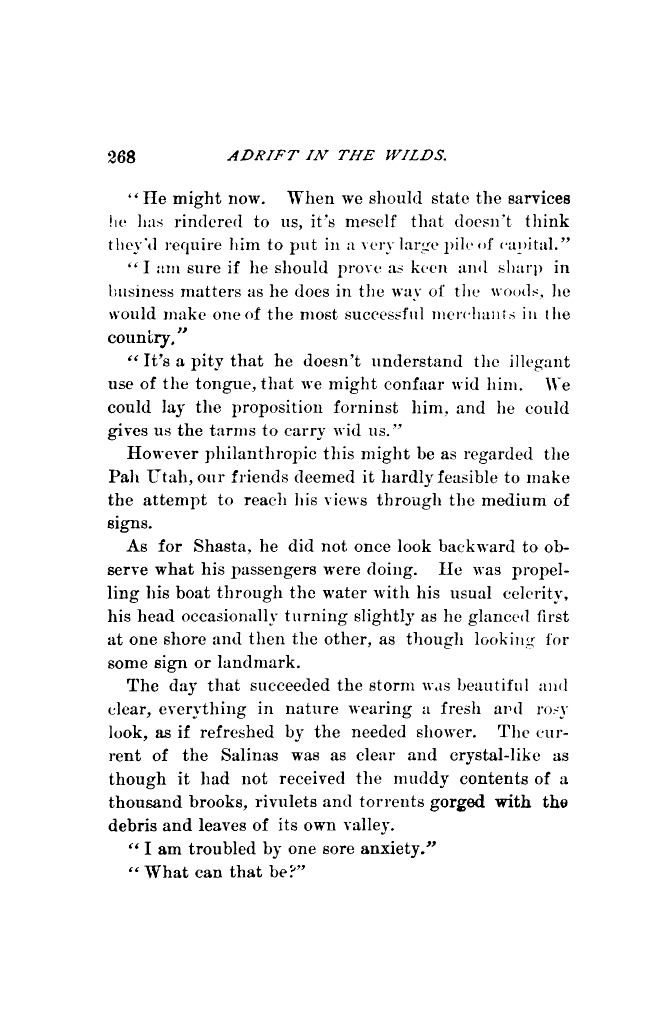 268 ADRIFT IN THE WILDS.
"He might now. When we should state the sarvices
he has rindered to us, it's meself that doesn't think
they'd require him to put in a very large pile of capital."
"I am sure if he should prove as keen and sharp in
business matters as he does in the way of the woods, he
would make one of the most successful merchants in the
country."
"It's a pity that he doesn't understand the illegant
use of the tongue, that we might confaar wid him. We
could lay the proposition forninst him, and he could
gives us the tarms to carry wid us."
However philanthropic this might be as regarded the
Pah Utah, our friends deemed it hardly feasible to make
the attempt to reach his views through the medium of
signs.
As for Shasta, he did not once look backward to ob-
serve what his passengers were doing. He was propel-
ling his boat through the water with his usual celerity,
his head occasionally turning slightly as he glanced first
at one shore and then the other, as though looking for
some sign or landmark.
The day that succeeded the storm was beautiful and
clear, everything in nature wearing a fresh and rosy
look, as if refreshed by the needed shower. The cur-
rent of the Salinas was as clear and crystal-like as
though it had not received the muddy contents of a
thousand brooks, rivulets and torrents gorged with the
debris and leaves of its own valley.
"I am troubled by one sore anxiety."
"What can that be?"